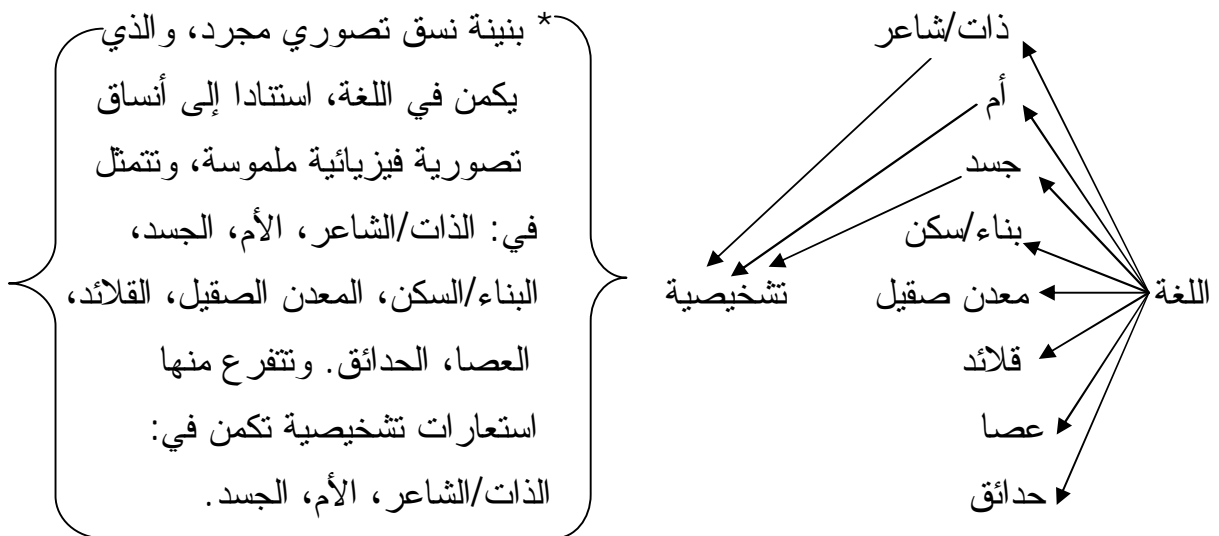 اللغة
ذات/شاعر
أم
جسد
بناء/سكن
معدن صقيل
قلائد
عصا
حدائق
تشخيصية
* بنينة نسق تصوري مجرد، والذي
يكمن في اللغة، استنادا إلى أنساق
تصورية فيزيائية ملموسة، وتتمثل
في: الذات/الشاعر، الأم، الجسد،
البناء/السكن، المعدن الصقيل، القلائد،
العصا، الحدائق. وتتفرع منها
استعارات تشخيصية تكمن في:
الذات/الشاعر، الأم، الجسد.